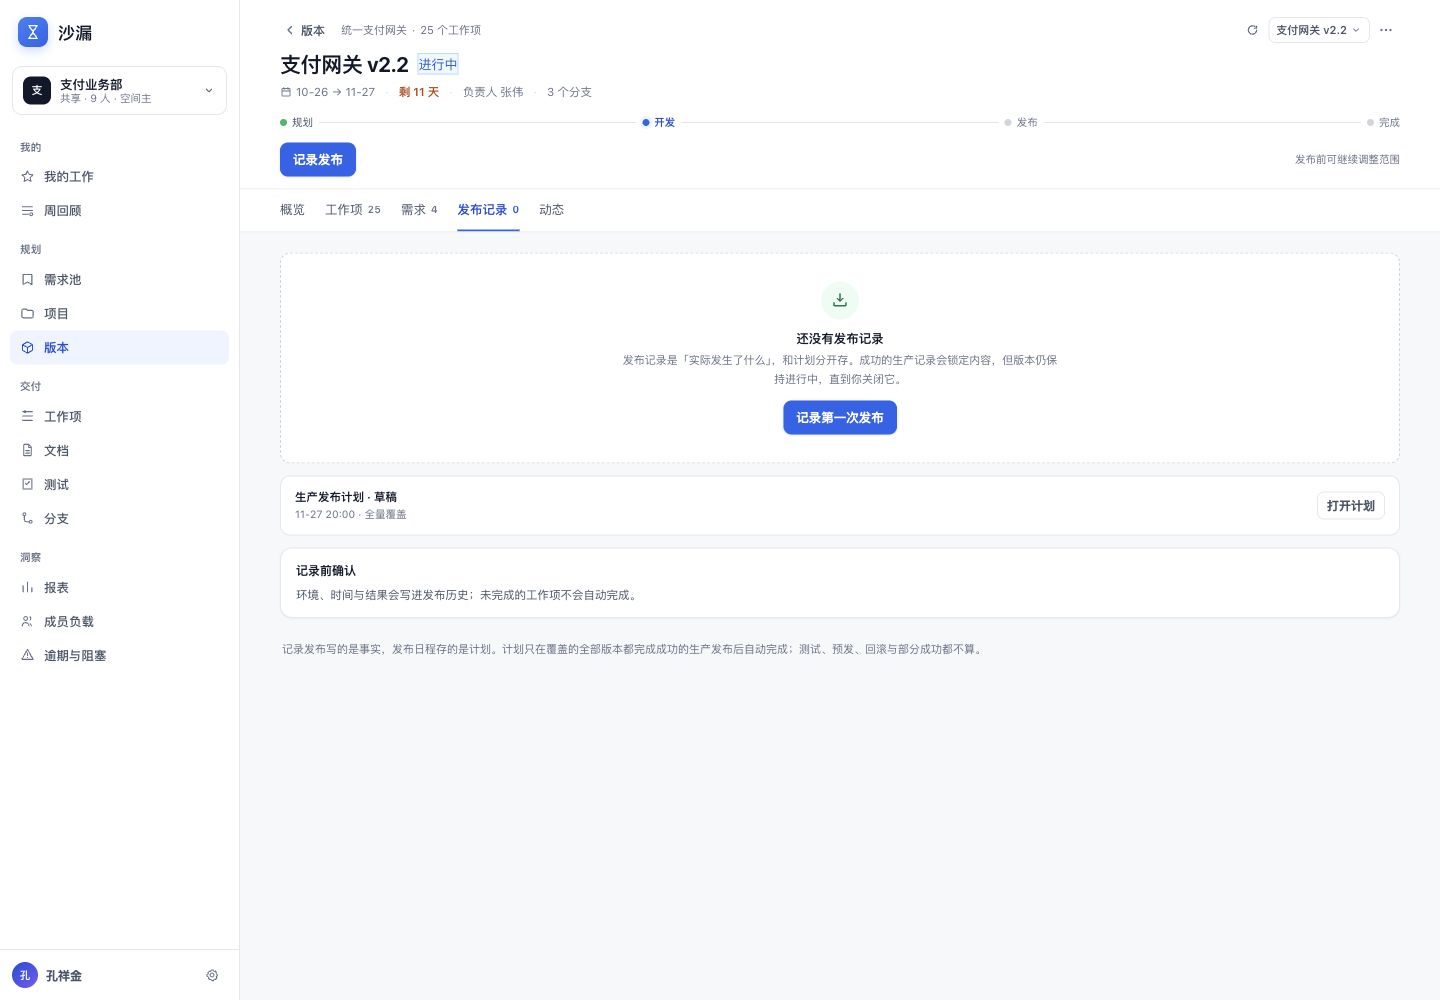 沙漏
支
支付业务部
共享 · 9 人 · 空间主
我的
我的工作
周回顾
规划
需求池
项目
版本
交付
工作项
文档
测试
分支
洞察
报表
成员负载
逾期与阻塞
孔
孔祥金
版本
统一支付网关 · 25 个工作项
支付网关 v2.2
支付网关 v2.2 进行中
10-26 → 11-27 · 剩 11 天 · 负责人 张伟 · 3 个分支
规划
开发
发布
完成
记录发布
发布前可继续调整范围
概览 工作项 25 需求 4 发布记录 0 动态
还没有发布记录
发布记录是「实际发生了什么」，和计划分开存。成功的生产记录会锁定内容，但版本仍保
持进行中，直到你关闭它。
记录第一次发布
生产发布计划 · 草稿
11-27 20:00 · 全量覆盖
打开计划
记录前确认
环境、时间与结果会写进发布历史；未完成的工作项不会自动完成。
记录发布写的是事实，发布日程存的是计划。计划只在覆盖的全部版本都完成成功的生产发布后自动完成；测试、预发、回滚与部分成功都不算。